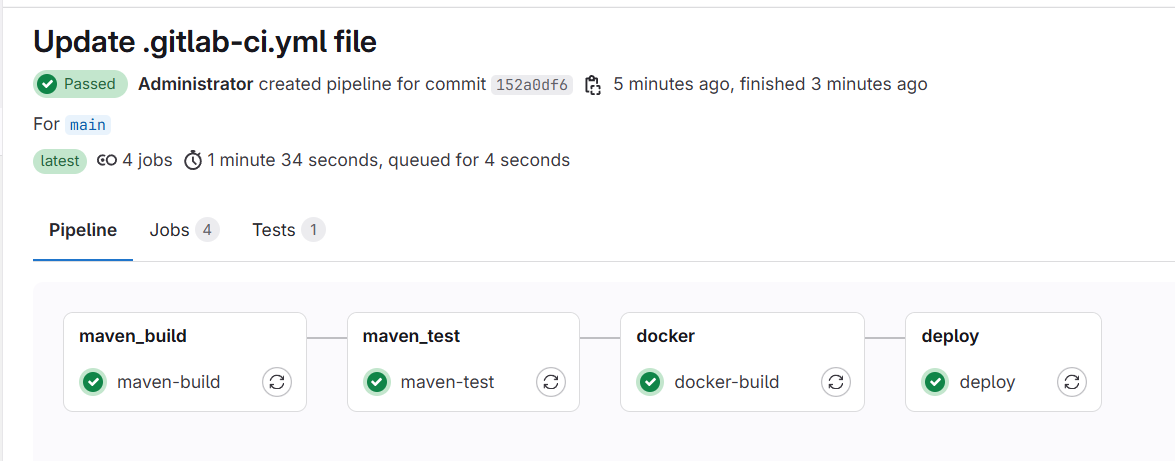 Update .gitlab-ci.yml file
Passed Administrator created pipeline for commit 152a0df6 5 minutes ago, finished 3 minutes ago
For main
latest 4 jobs 1 minute 34 seconds, queued for 4 seconds
Pipeline Jobs 4 Tests 1
maven_build maven_test docker deploy
maven-build maven-test docker-build deploy